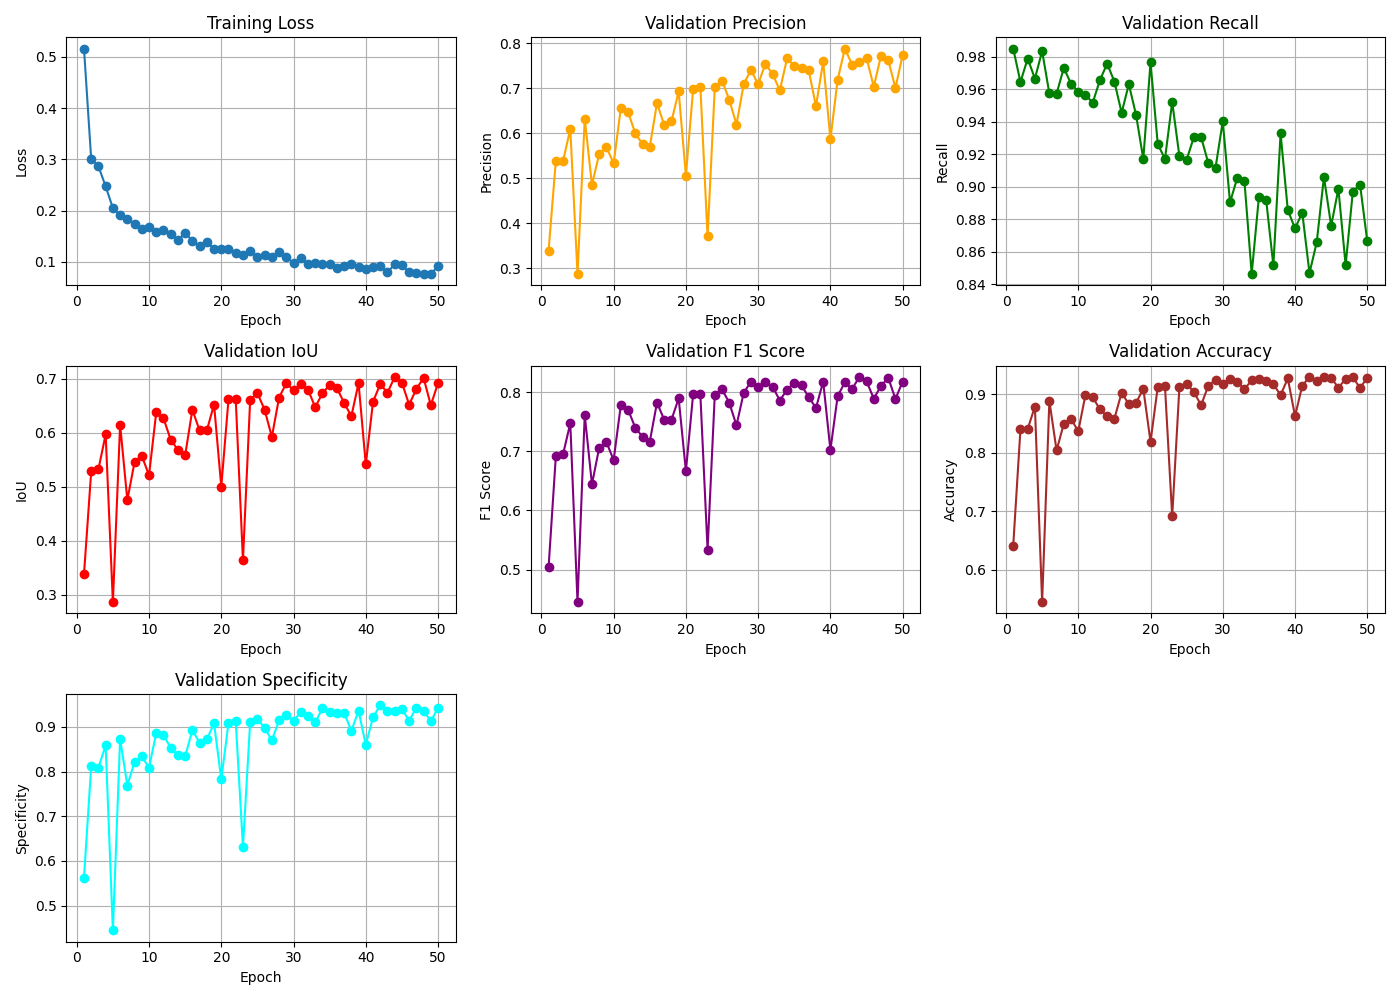 Training Loss
Loss
0.5
0.4
0.3
0.2
0.1
0 10 20 30 40 50
Epoch
Validation Precision
Precision
0.8
0.7
0.6
0.5
0.4
0.3
0 10 20 30 40 50
Epoch
Validation Recall
Recall
0.98
0.96
0.94
0.92
0.90
0.88
0.86
0.84
0 10 20 30 40 50
Epoch
Validation IoU
IoU
0.7
0.6
0.5
0.4
0.3
0 10 20 30 40 50
Epoch
Validation F1 Score
F1 Score
0.8
0.7
0.6
0.5
0 10 20 30 40 50
Epoch
Validation Accuracy
Accuracy
0.9
0.8
0.7
0.6
0 10 20 30 40 50
Epoch
Validation Specificity
Specificity
0.9
0.8
0.7
0.6
0.5
0 10 20 30 40 50
Epoch